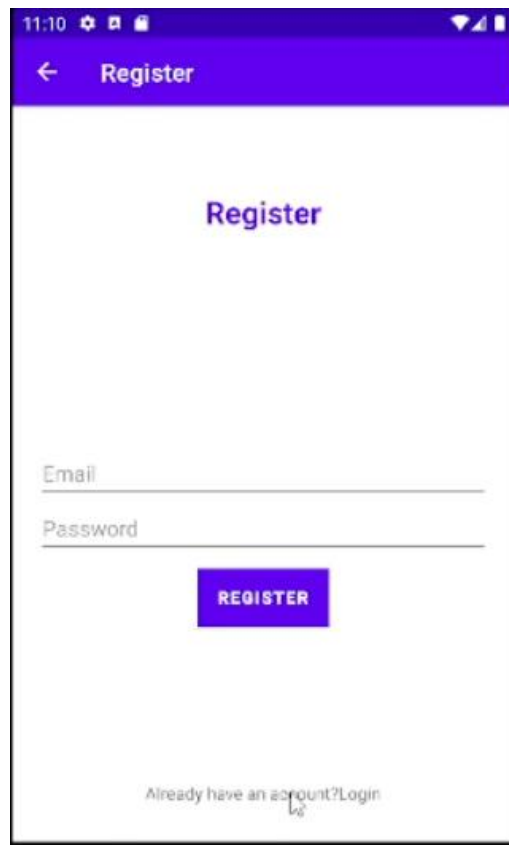 11:10
Register
Register
Email
Password
REGISTER
Already have an account?Login